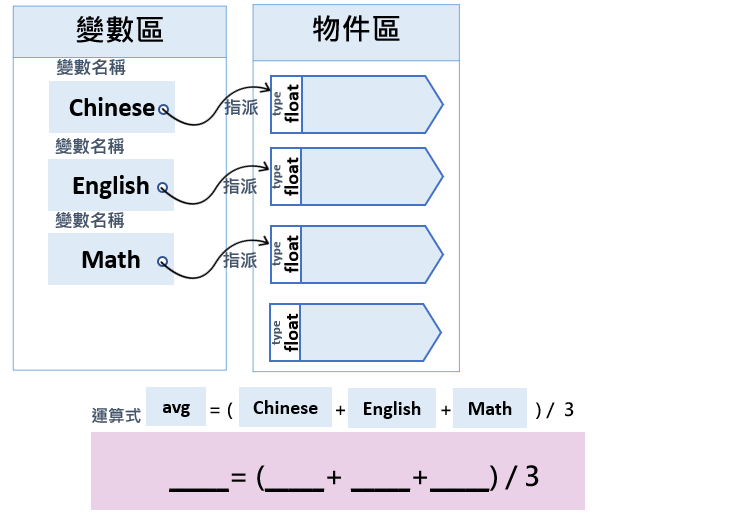 變數區 物件區
變數名稱
Chinese 指派 type float
變數名稱
English 指派 type float
變數名稱
Math 指派 type float
type float
運算式 avg = ( Chinese + English + Math ) / 3
____= (____+ ____+____) / 3